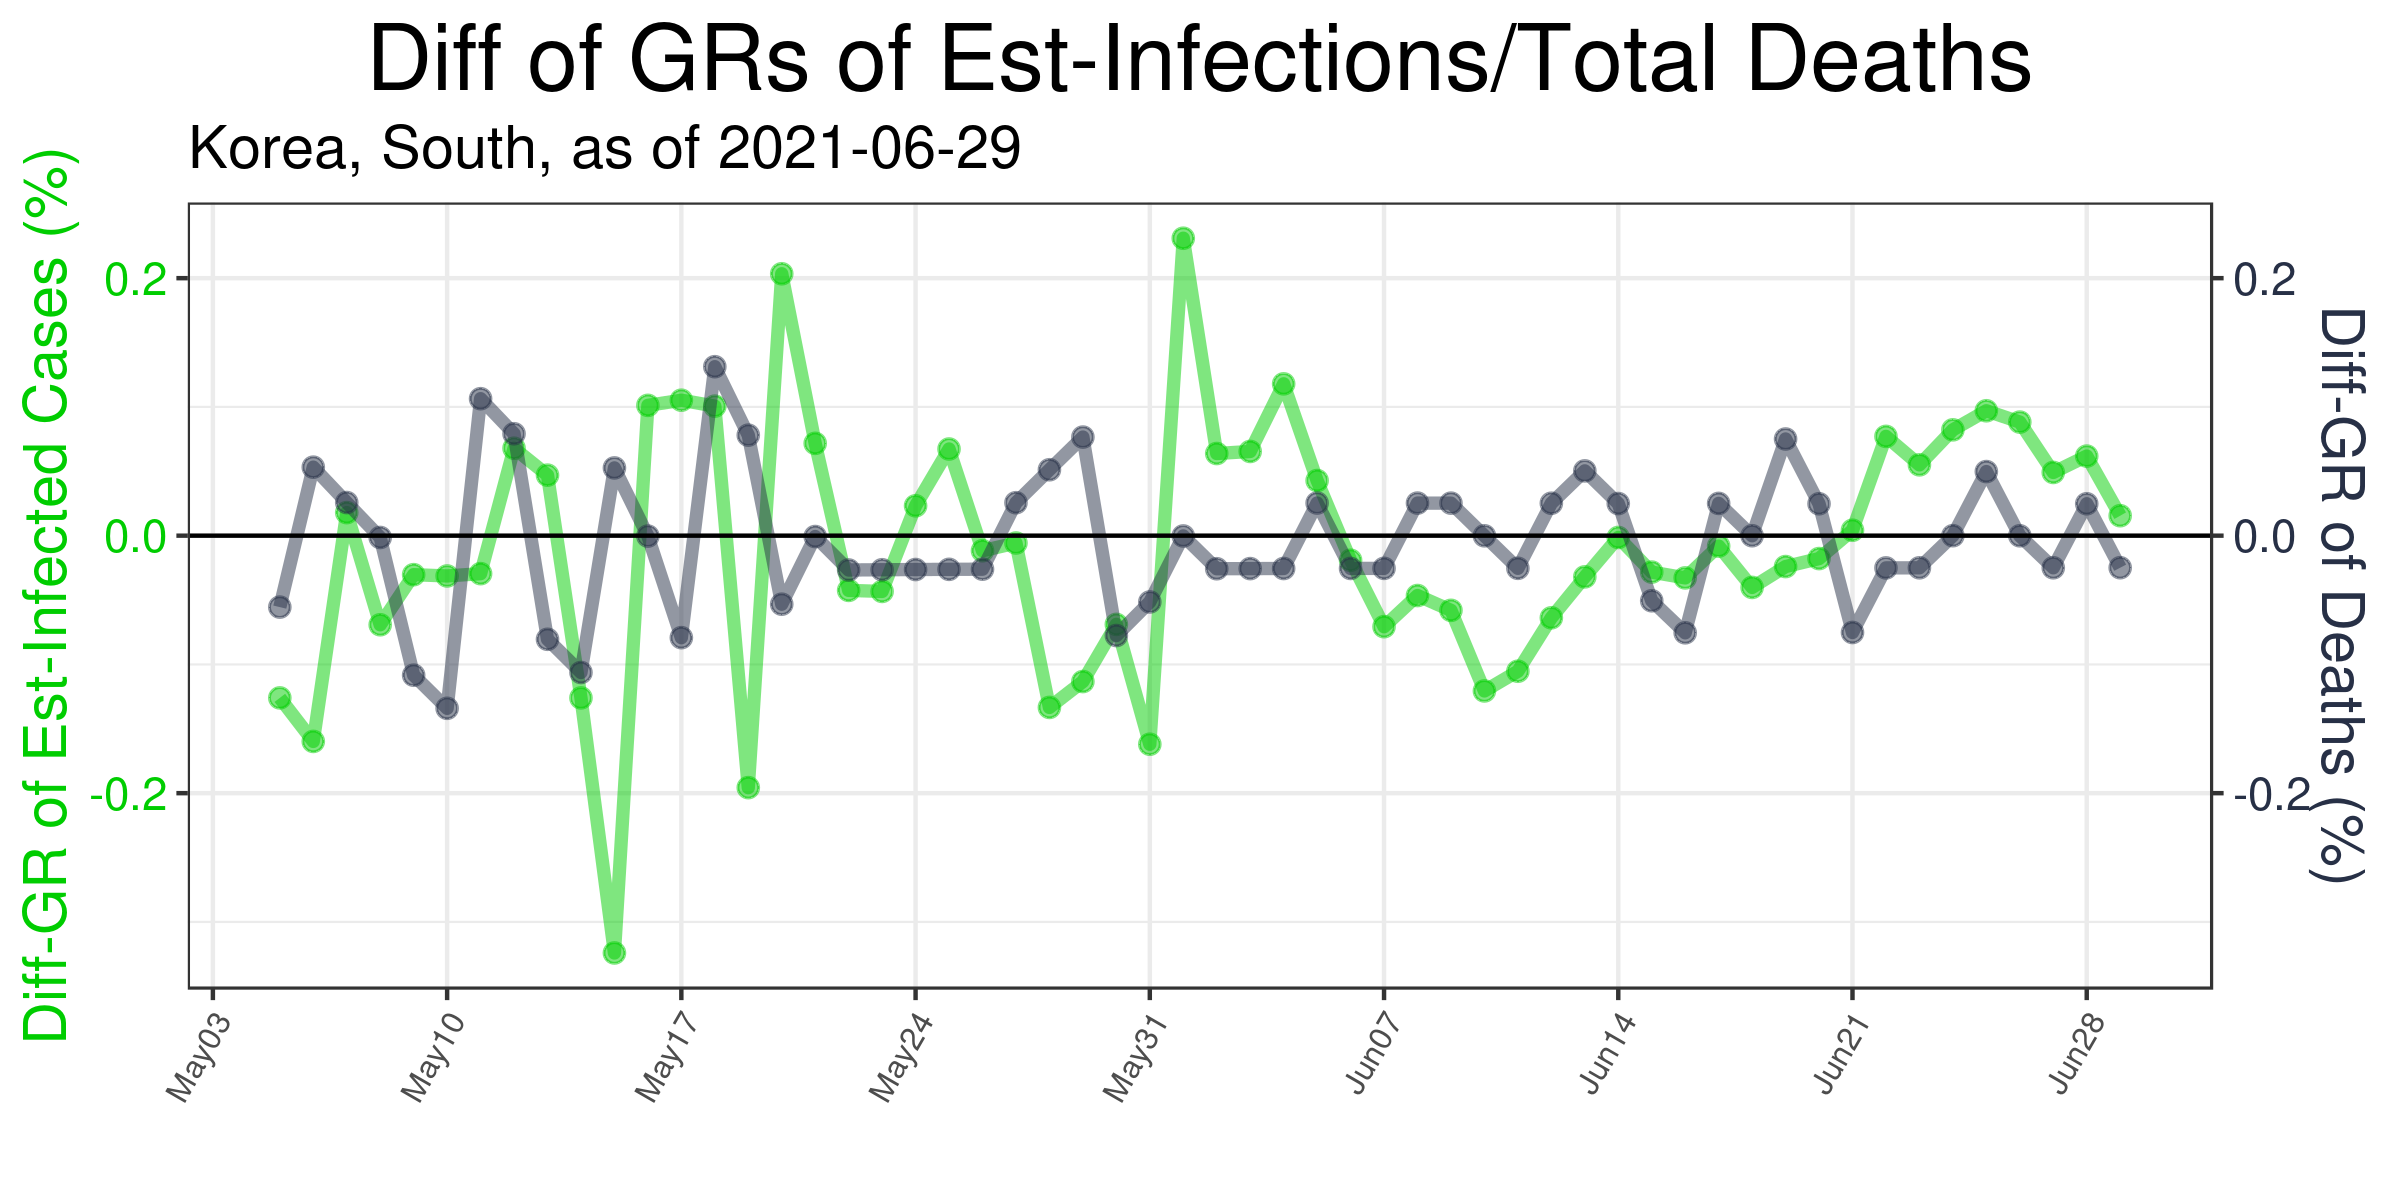 Diff of GRs of Est-Infections/Total Deaths
Korea, South, as of 2021-06-29
Diff-GR of Est-Infected Cases (%)
0.2
0.0
-0.2
0.2
0.0
-0.2
Diff-GR of Deaths (%)
May03
May10
May17
May24
May31
Jun07
Jun14
Jun21
Jun28